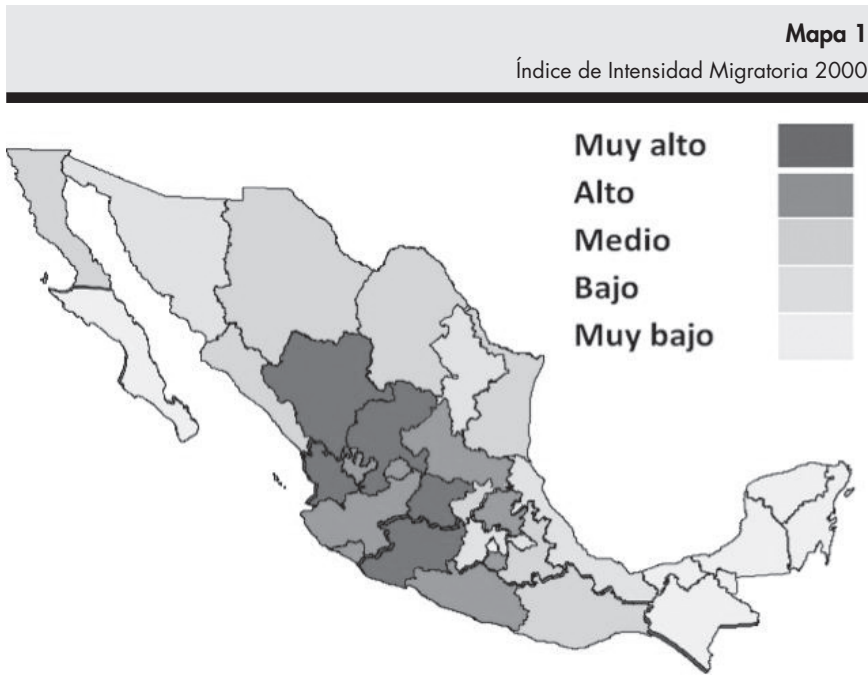 Mapa 1
Índice de Intensidad Migratoria 2000
Muy alto
Alto
Medio
Bajo
Muy bajo